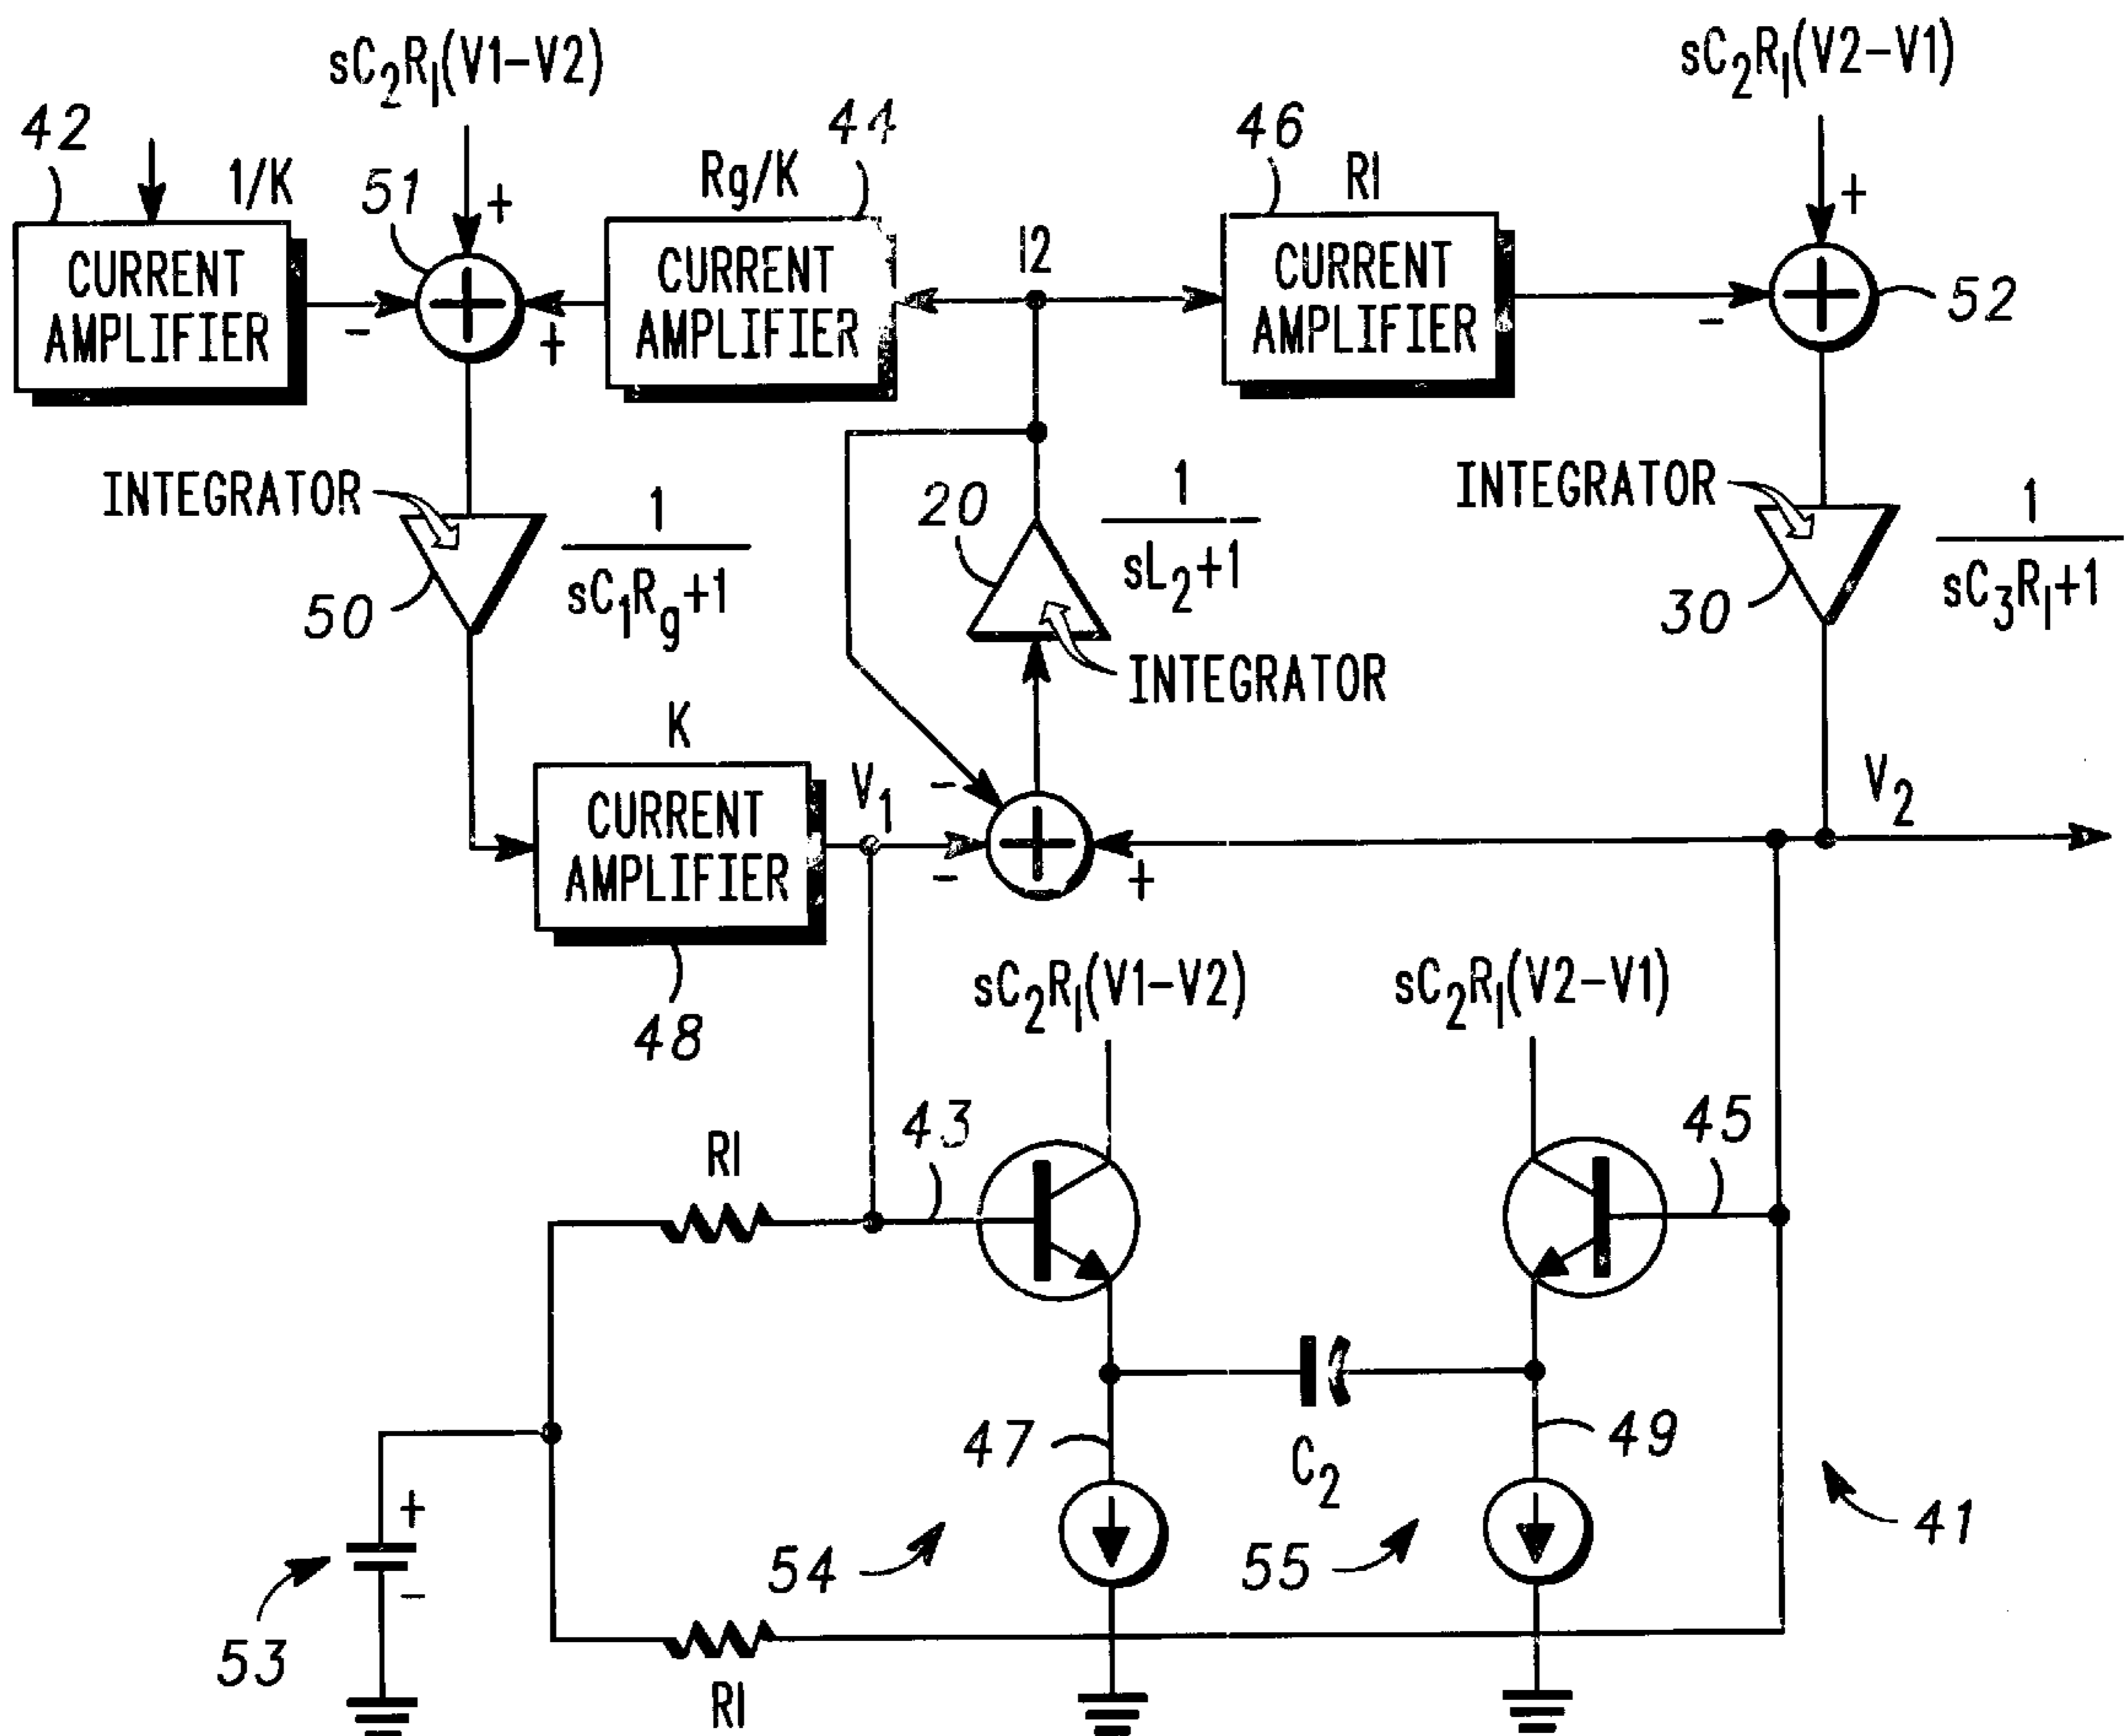 sC₂Rₗ(V1−V2)
sC₂Rₗ(V2−V1)
42
1/K
51
+
Rg/K
44
46
Rl
+
CURRENT
AMPLIFIER
−
+
CURRENT
AMPLIFIER
I2
CURRENT
AMPLIFIER
−
52
INTEGRATOR
1
sC₁Rg+1
50
20
1
sL₂+1
INTEGRATOR
INTEGRATOR
1
sC₃Rₗ+1
30
K
CURRENT
AMPLIFIER
48
V₁
−
−
+
V₂
sC₂Rₗ(V1−V2)
sC₂Rₗ(V2−V1)
Rl
43
45
47
C₂
49
41
+
−
53
54
55
Rl